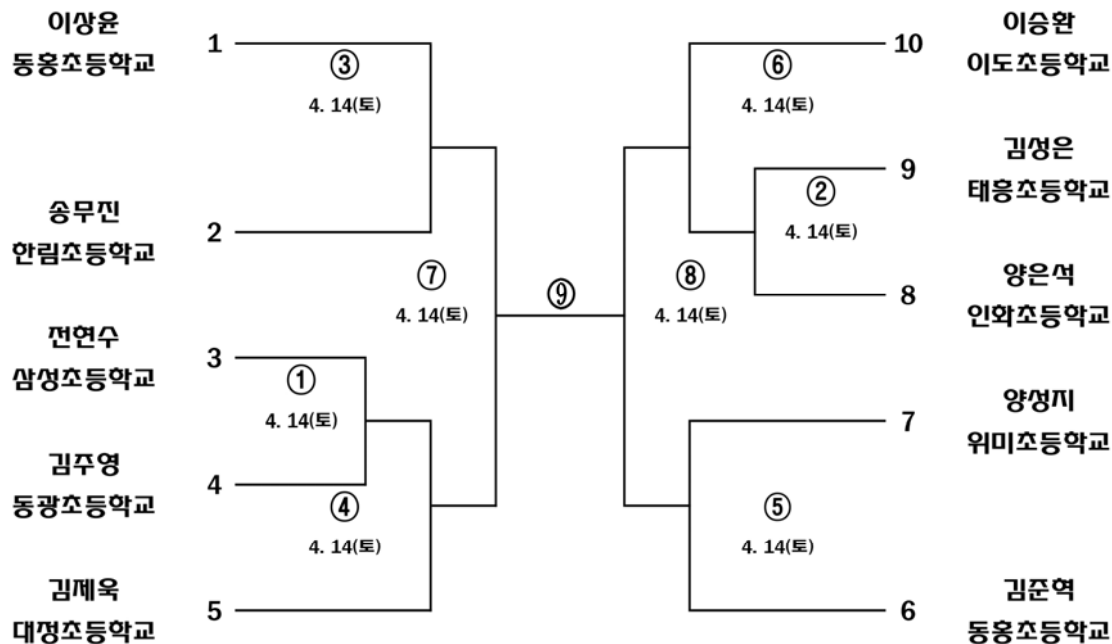 이상윤
동홍초등학교
1
③
4. 14(토)
송무진
한림초등학교
2
⑦
4. 14(토)
전현수
삼성초등학교
3
①
4. 14(토)
김주영
동광초등학교
4
④
4. 14(토)
김제욱
대정초등학교
5
⑨
이승환
이도초등학교
10
⑥
4. 14(토)
김성은
태흥초등학교
9
②
4. 14(토)
⑧
4. 14(토)
양은석
인화초등학교
8
양성지
위미초등학교
7
⑤
4. 14(토)
김준혁
동홍초등학교
6